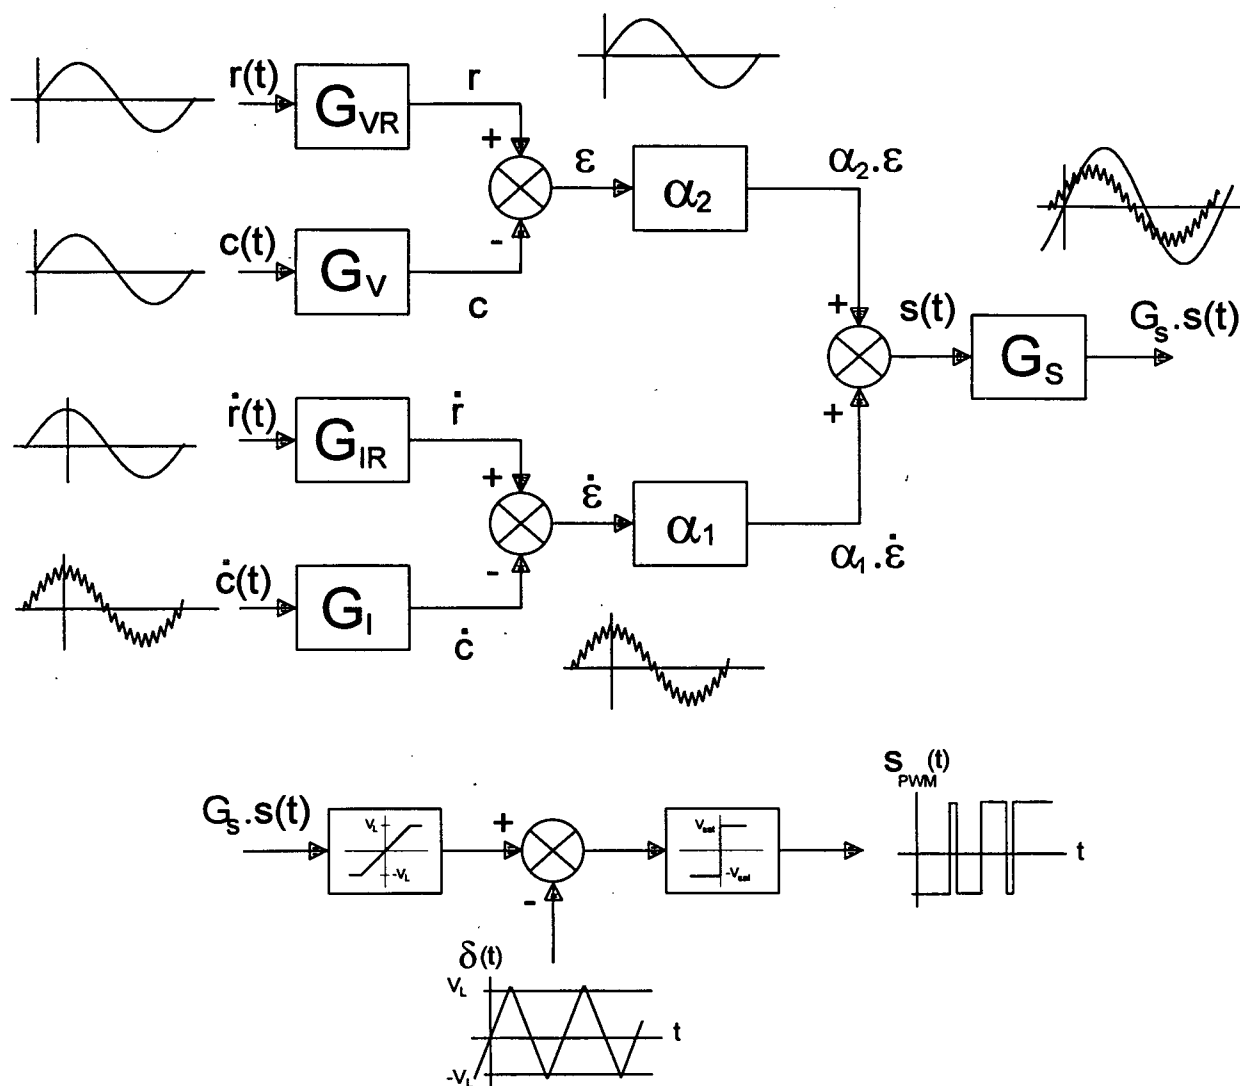 r(t)
G_VR
r
+
ε
α₂
α₂.ε
c(t)
G_V
c
-
+
s(t)
G_S
G_s.s(t)
ṙ(t)
G_IR
ṙ
+
ε̇
α₁
α₁.ε̇
+
ċ(t)
G_I
ċ
-
G_s.s(t)
V_L
-V_L
+
-
V_sat
-V_sat
S_PWM(t)
t
δ(t)
V_L
t
-V_L